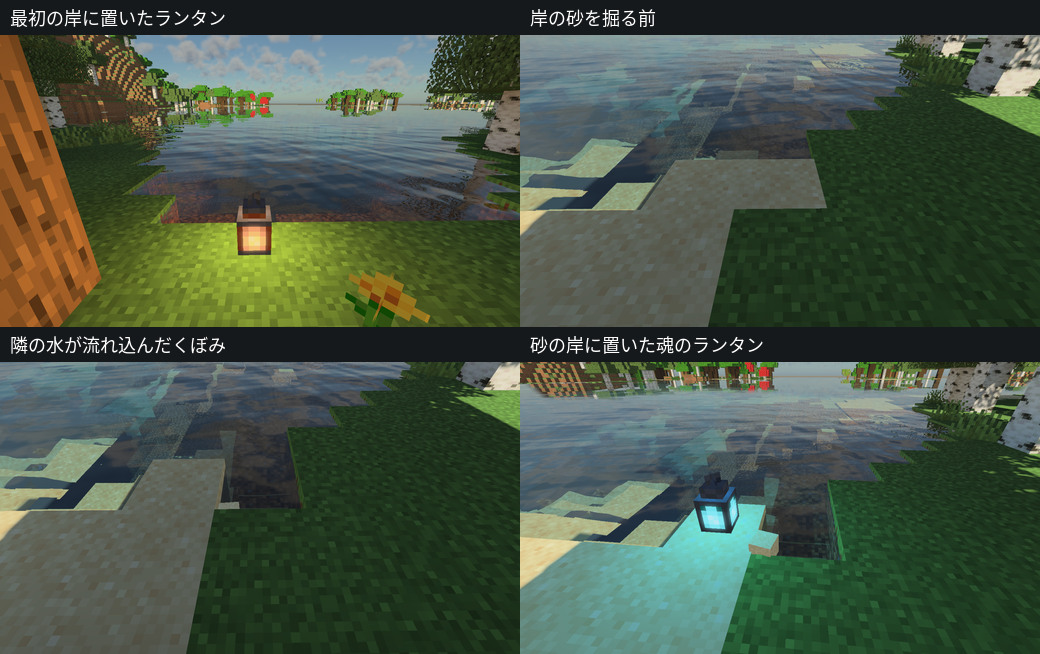 最初の岸に置いたランタン
岸の砂を掘る前
隣の水が流れ込んだくぼみ
砂の岸に置いた魂のランタン